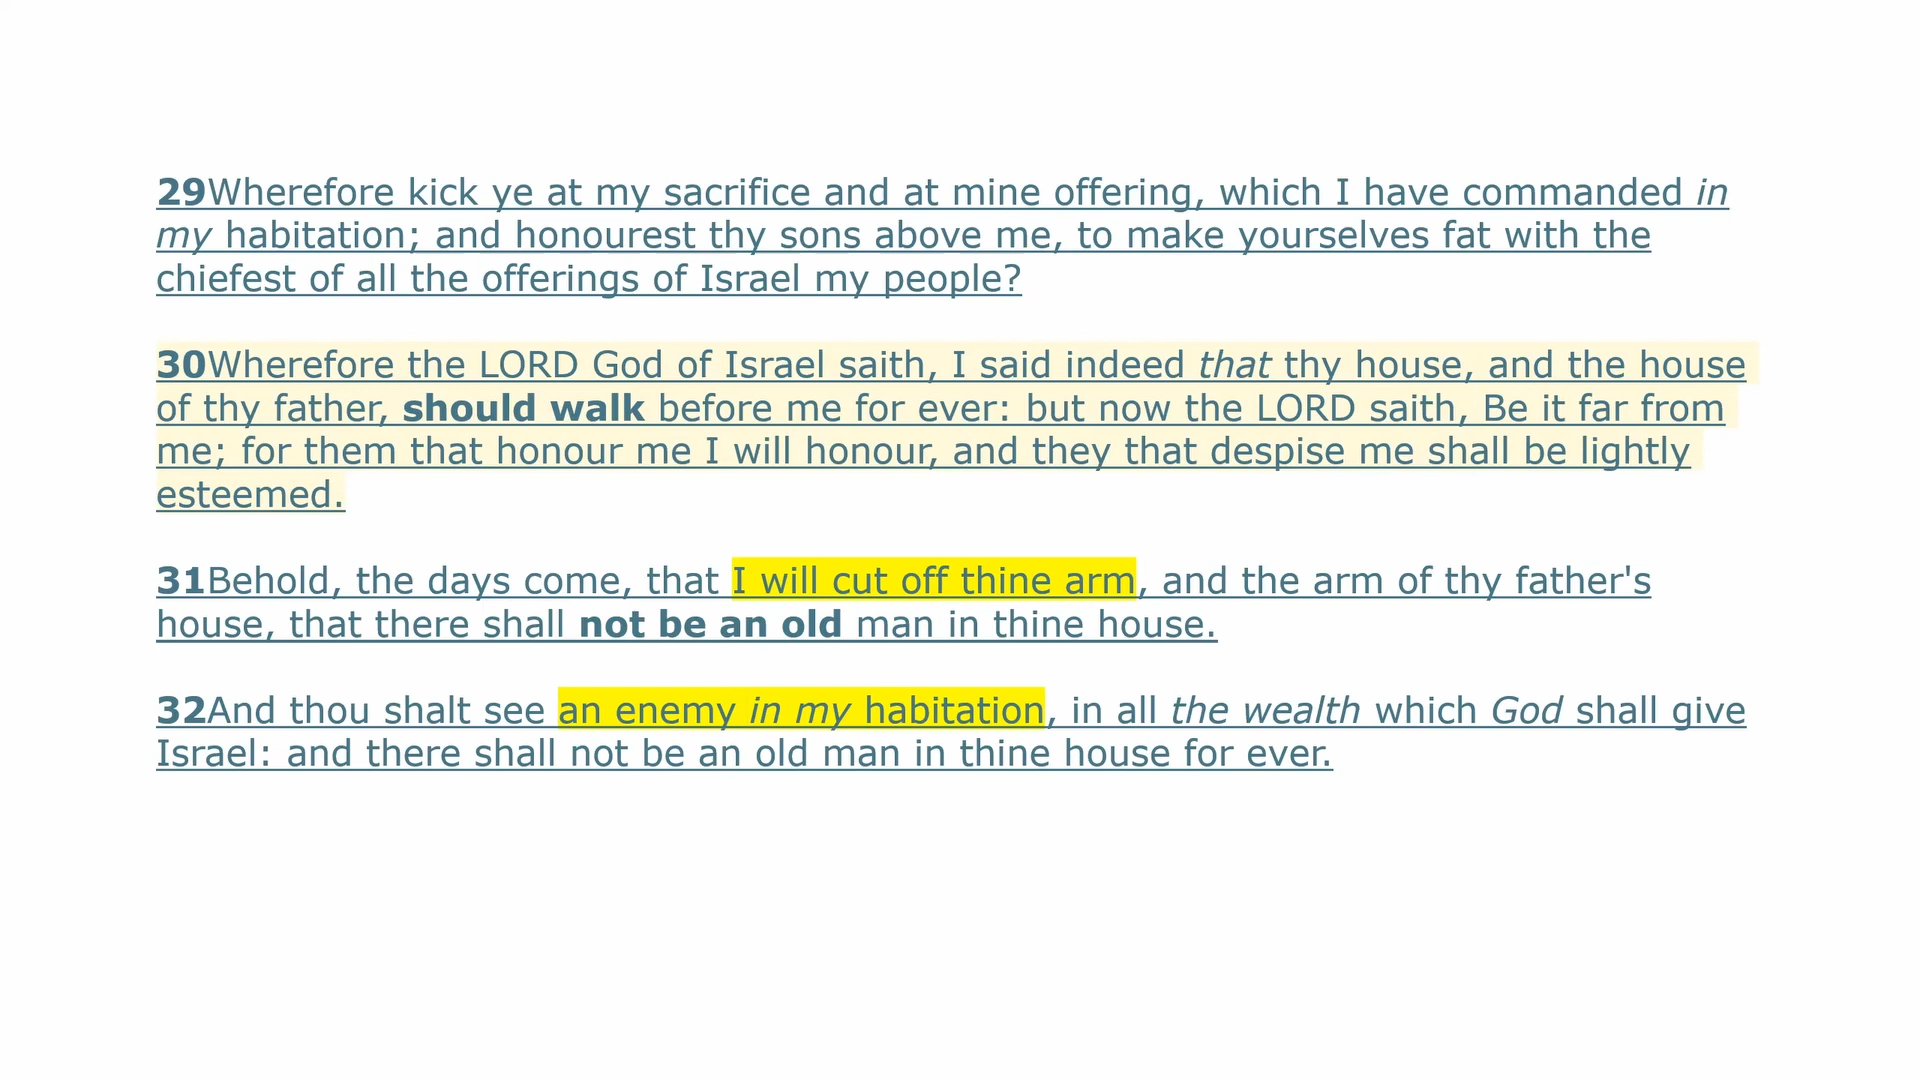 29Wherefore kick ye at my sacrifice and at mine offering, which I have commanded in
my habitation; and honourest thy sons above me, to make yourselves fat with the
chiefest of all the offerings of Israel my people?
30Wherefore the LORD God of Israel saith, I said indeed that thy house, and the house
of thy father, should walk before me for ever: but now the LORD saith, Be it far from
me; for them that honour me I will honour, and they that despise me shall be lightly
esteemed.
31Behold, the days come, that I will cut off thine arm, and the arm of thy father's
house, that there shall not be an old man in thine house.
32And thou shalt see an enemy in my habitation, in all the wealth which God shall give
Israel: and there shall not be an old man in thine house for ever.